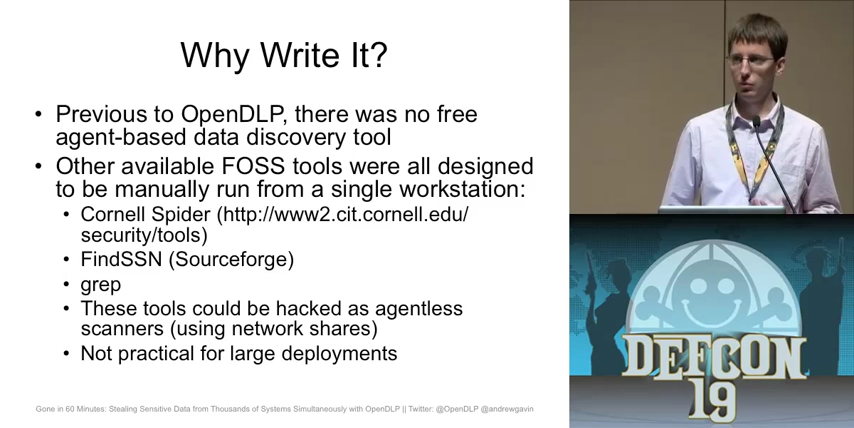 Why Write It?
• Previous to OpenDLP, there was no free
agent-based data discovery tool
• Other available FOSS tools were all designed
to be manually run from a single workstation:
• Cornell Spider (http://www2.cit.cornell.edu/
security/tools)
• FindSSN (Sourceforge)
• grep
• These tools could be hacked as agentless
scanners (using network shares)
• Not practical for large deployments
Gone in 60 Minutes: Stealing Sensitive Data from Thousands of Systems Simultaneously with OpenDLP || Twitter: @OpenDLP @andrewgavin
DEFCON
19